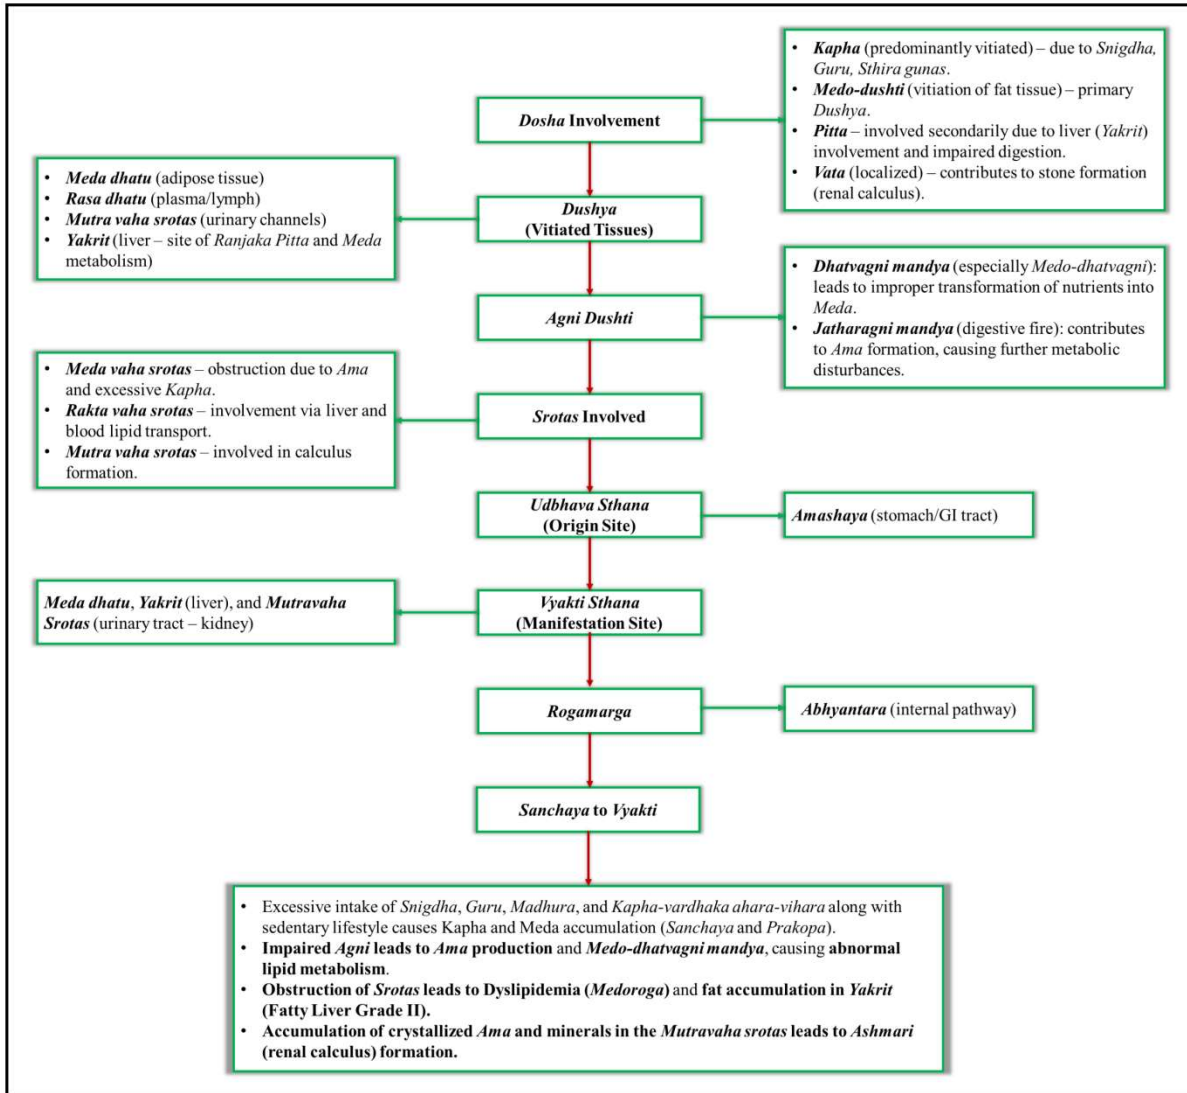 Dosha Involvement
• Kapha (predominantly vitiated) – due to Snigdha,
Guru, Sthira gunas.
• Medo-dushti (vitiation of fat tissue) – primary
Dushya.
• Pitta – involved secondarily due to liver (Yakrit)
involvement and impaired digestion.
• Vata (localized) – contributes to stone formation
(renal calculus).
Dushya
(Vitiated Tissues)
• Meda dhatu (adipose tissue)
• Rasa dhatu (plasma/lymph)
• Mutra vaha srotas (urinary channels)
• Yakrit (liver – site of Ranjaka Pitta and Meda
metabolism)
Agni Dushti
• Dhatvagni mandya (especially Medo-dhatvagni):
leads to improper transformation of nutrients into
Meda.
• Jatharagni mandya (digestive fire): contributes
to Ama formation, causing further metabolic
disturbances.
Srotas Involved
• Meda vaha srotas – obstruction due to Ama
and excessive Kapha.
• Rakta vaha srotas – involvement via liver and
blood lipid transport.
• Mutra vaha srotas – involved in calculus
formation.
Udbhava Sthana
(Origin Site)
Amashaya (stomach/GI tract)
Vyakti Sthana
(Manifestation Site)
Meda dhatu, Yakrit (liver), and Mutravaha
Srotas (urinary tract – kidney)
Rogamarga
Abhyantara (internal pathway)
Sanchaya to Vyakti
• Excessive intake of Snigdha, Guru, Madhura, and Kapha-vardhaka ahara-vihara along with
sedentary lifestyle causes Kapha and Meda accumulation (Sanchaya and Prakopa).
• Impaired Agni leads to Ama production and Medo-dhatvagni mandya, causing abnormal
lipid metabolism.
• Obstruction of Srotas leads to Dyslipidemia (Medoroga) and fat accumulation in Yakrit
(Fatty Liver Grade II).
• Accumulation of crystallized Ama and minerals in the Mutravaha srotas leads to Ashmari
(renal calculus) formation.